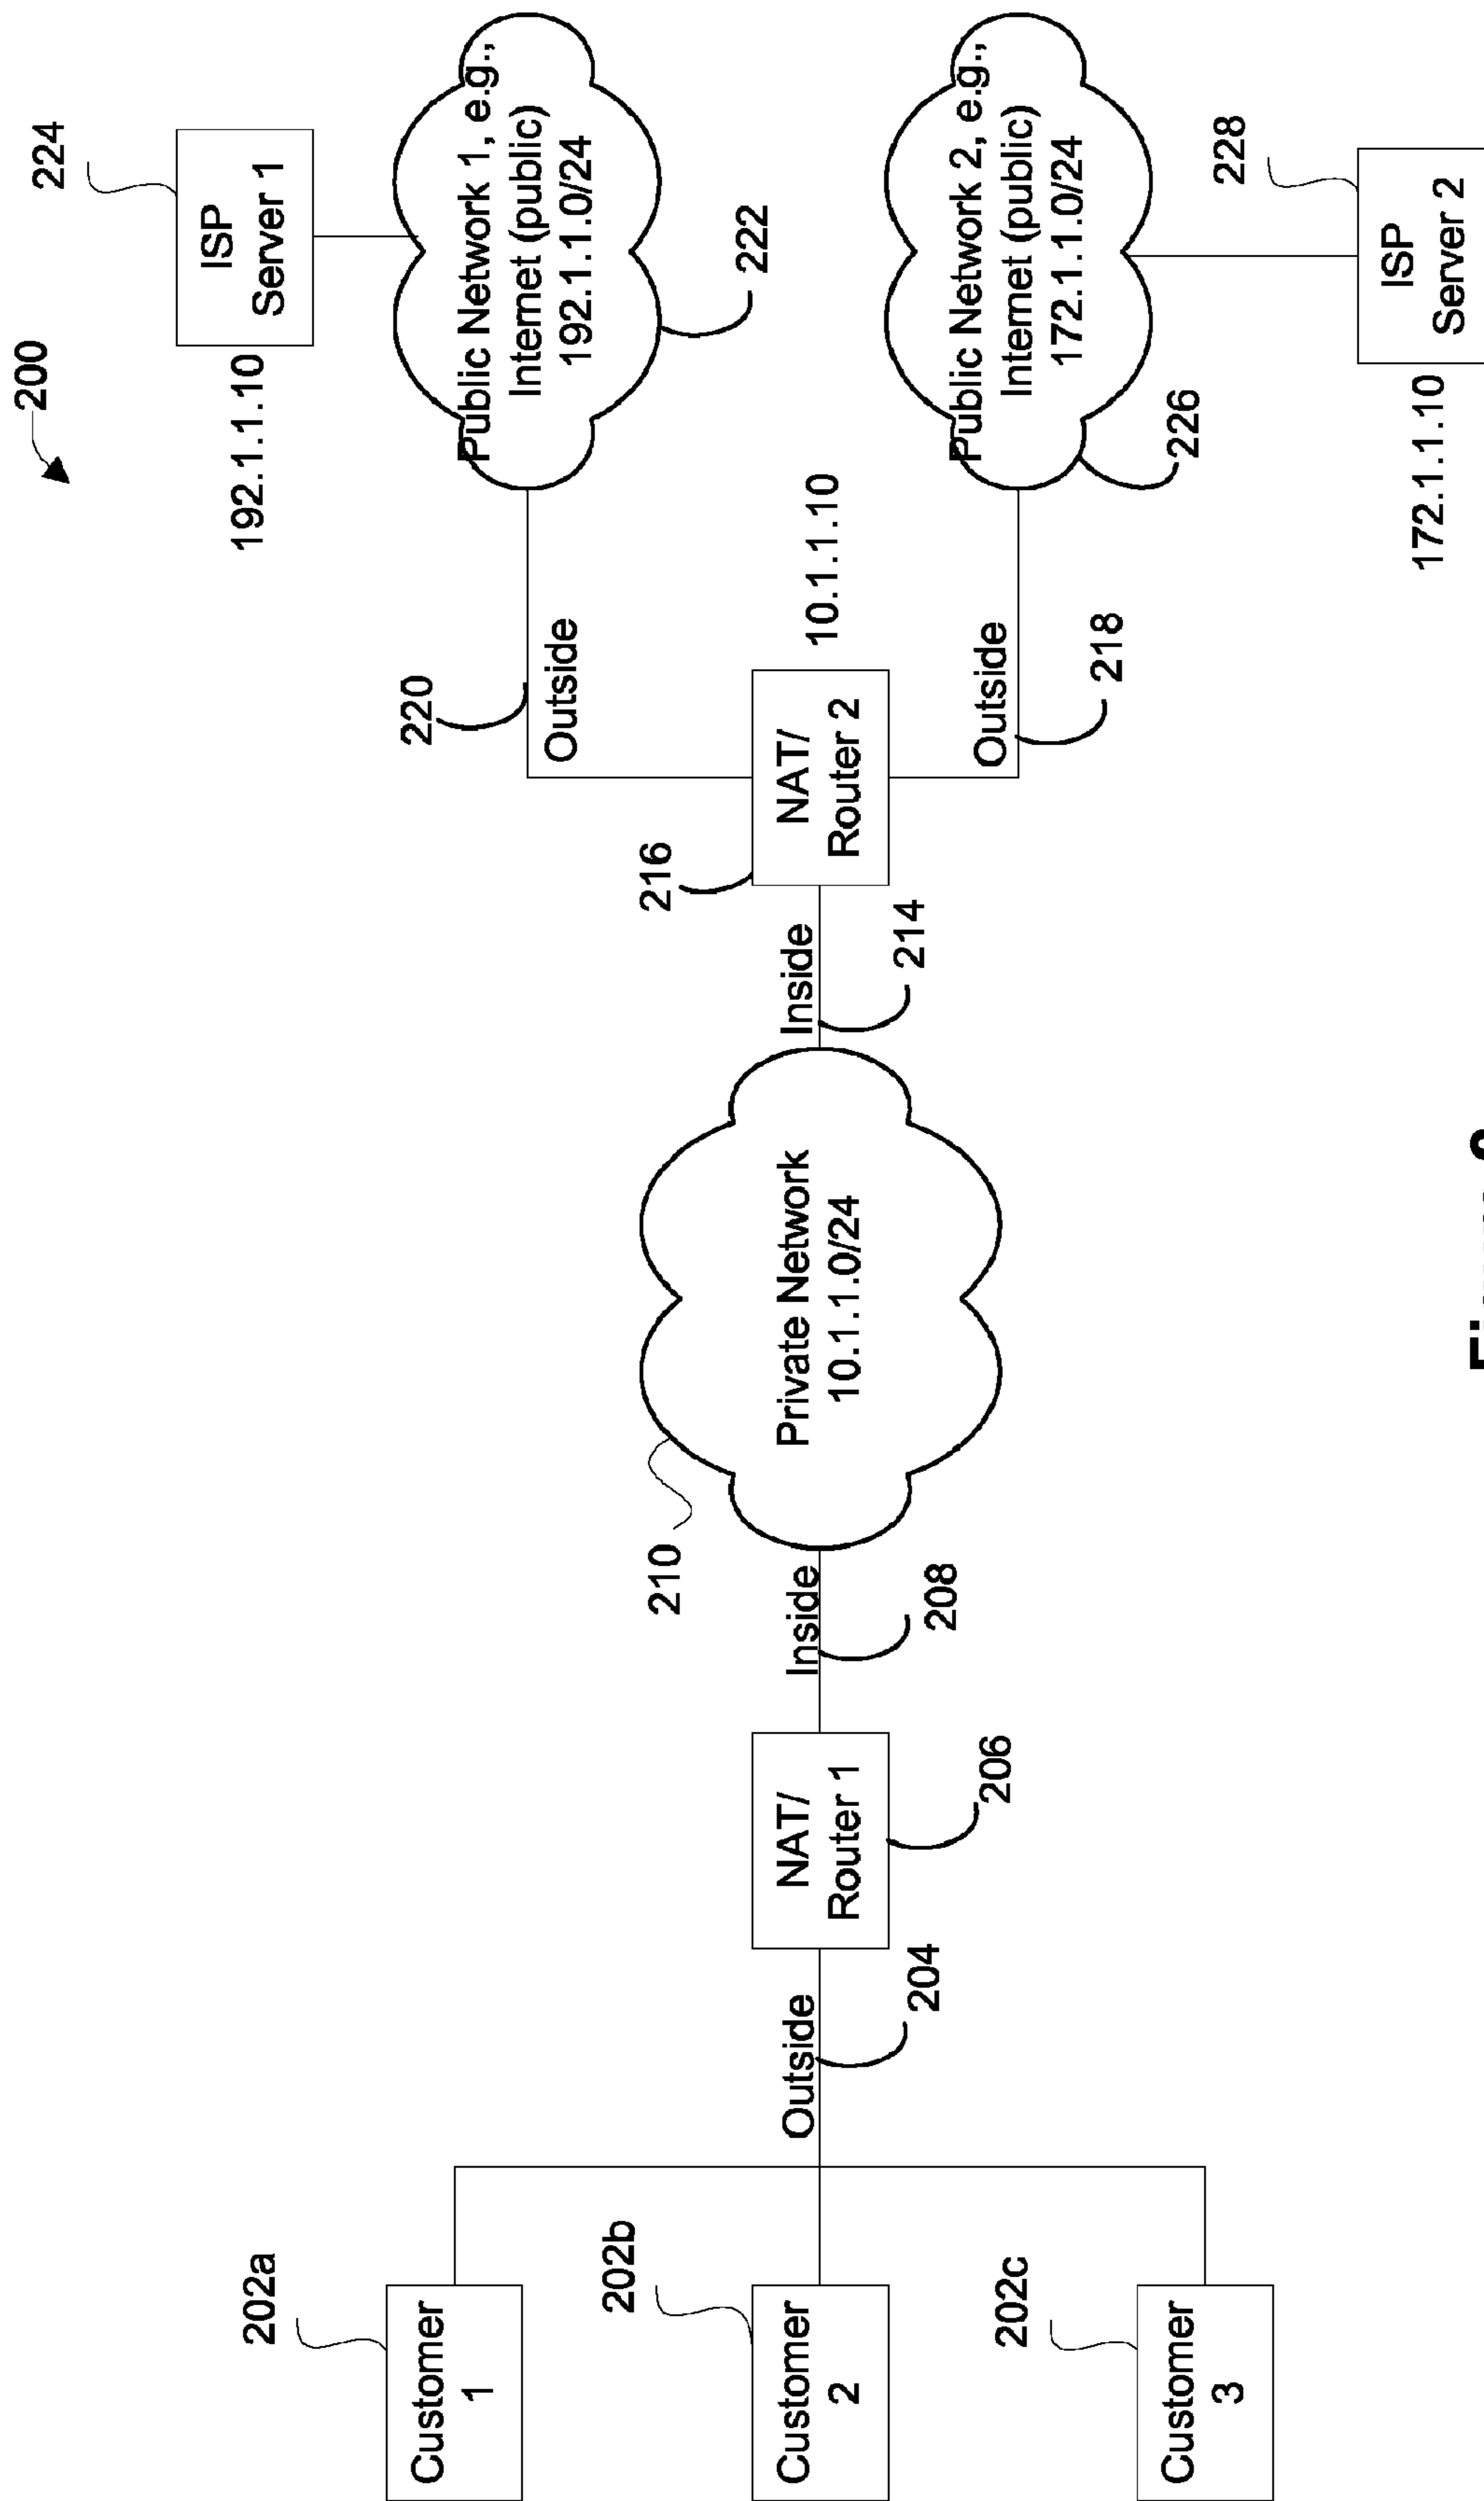 200
224
ISP
Server 1
192.1.1.10
Public Network 1, e.g.,
Internet (public)
192.1.1.0/24
222
220
Outside
10.1.1.10
216
NAT/
Router 2
Inside
214
Outside
218
Public Network 2, e.g.,
Internet (public)
172.1.1.0/24
226
228
ISP
Server 2
172.1.1.10
210
Private Network
10.1.1.0/24
Inside
208
NAT/
Router 1
206
Outside
204
202a
Customer
1
202b
Customer
2
202c
Customer
3